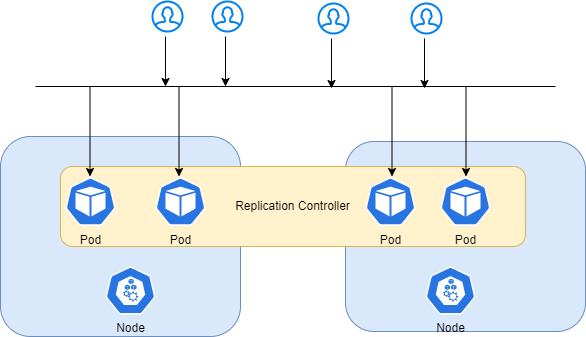 Replication Controller
Pod
Pod
Pod
Pod
Node
Node